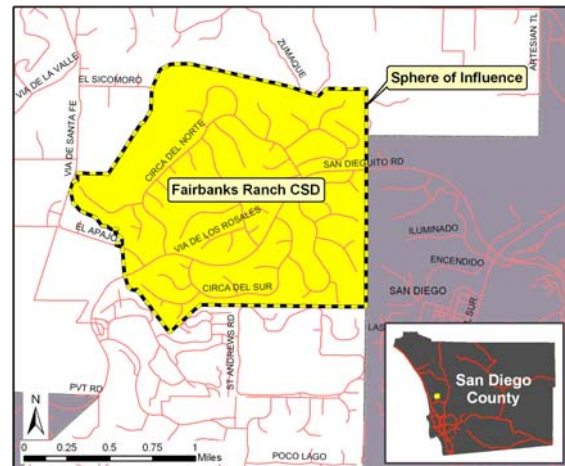 ZUMAQUE
ARTESIAN TL
VIA DE LA VALLE
EL SICOMORO
Sphere of Influence
VIA DE SANTA FE
CIRCA DEL NORTE
SAN DIEGUITO RD
Fairbanks Ranch CSD
EL APAJO
VIA DE LOS ROSALES
ILUMINADO
ENCENDIDO
CIRCA DEL SUR
SAN DIEGO
SUR
LAS
ST ANDREWS RD
PVT RD
San Diego
County
N
0 0.25 0.5 1
Miles
POCO LAGO